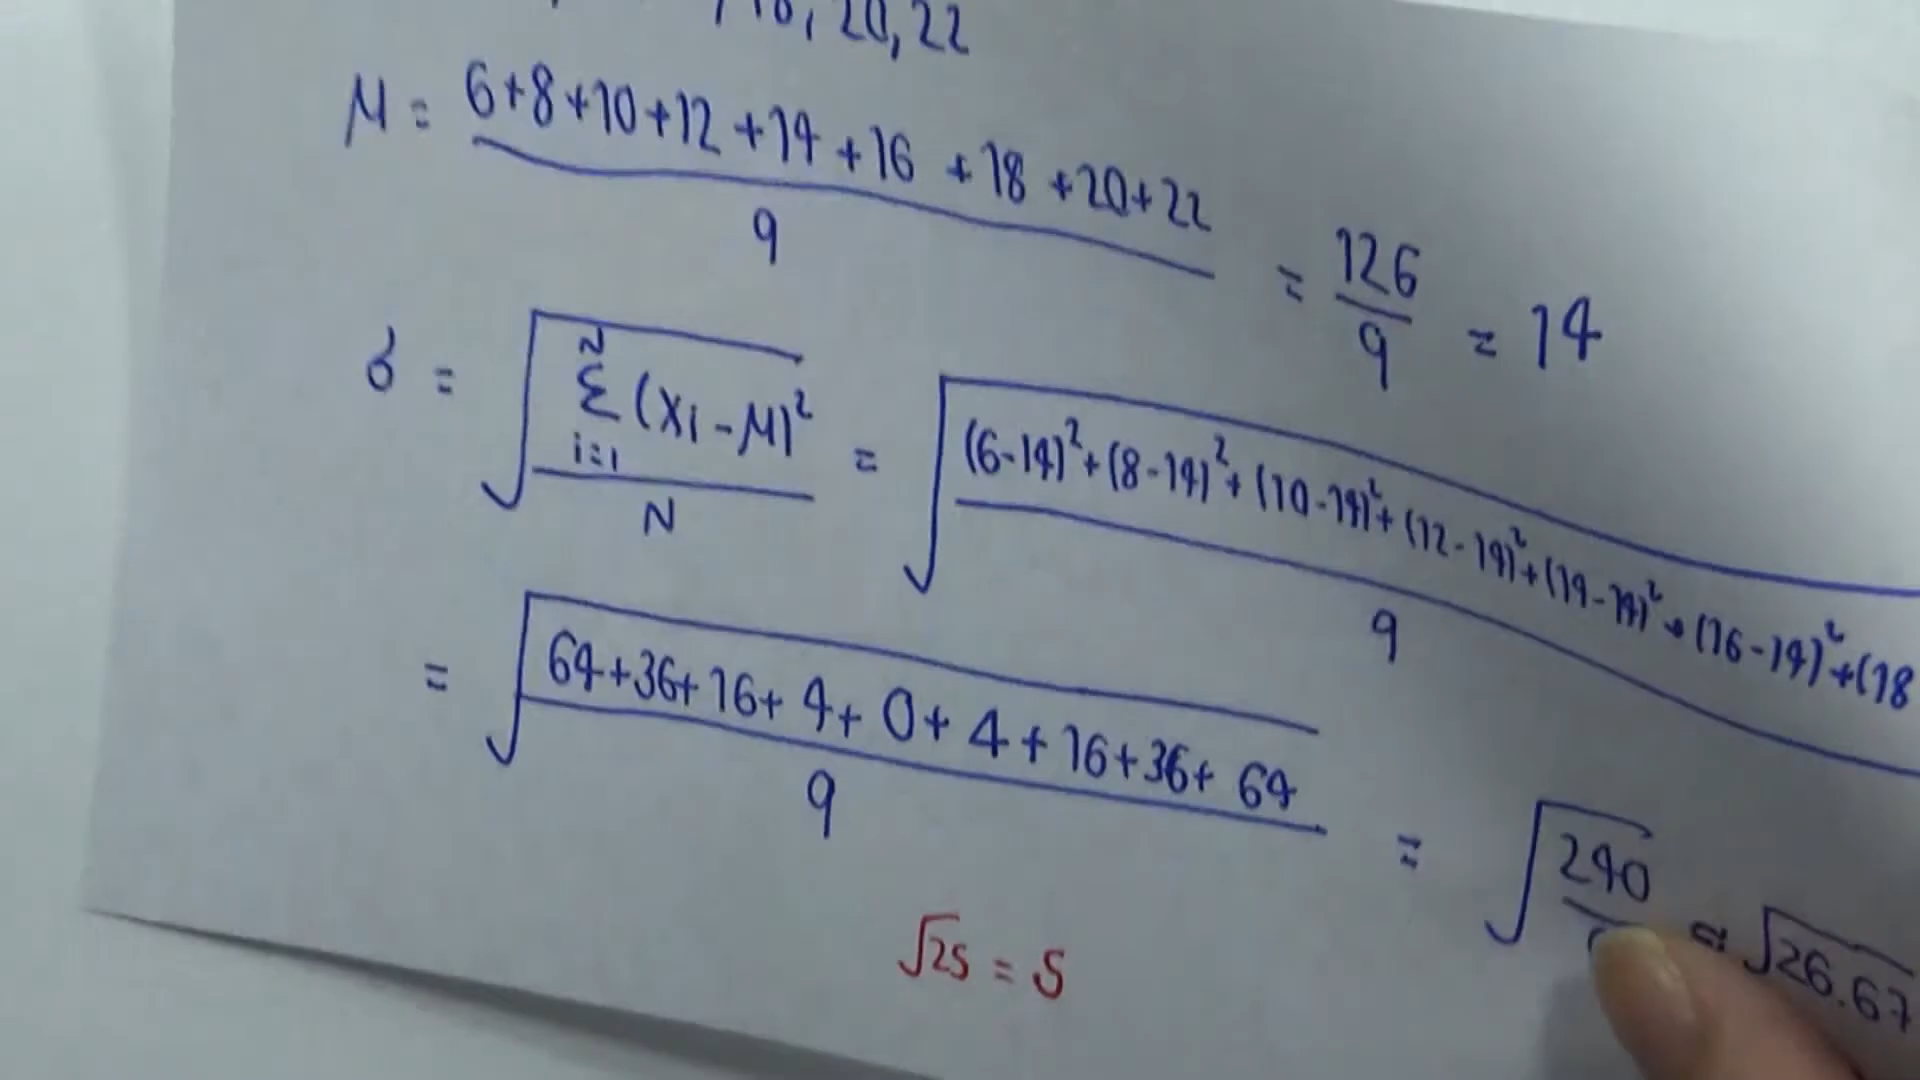 18, 20, 22
μ = 6+8+10+12+14+16+18+20+22 / 9 = 126/9 = 14
σ = √(Σ_{i=1}^{N} (xi - μ)² / N) = √((6-14)²+(8-14)²+(10-14)²+(12-14)²+(14-14)²+(16-14)²+(18 / 9
= √(64+36+16+4+0+4+16+36+64 / 9) = √(240/ ≈ √26.67
√25 = 5